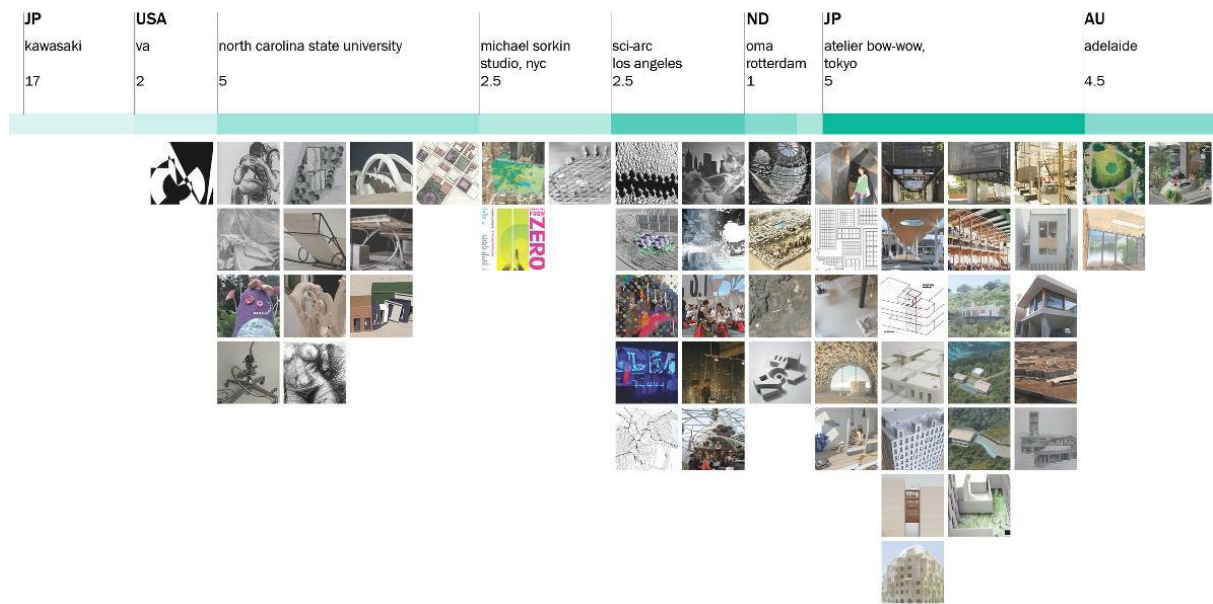 JP
kawasaki
17
USA
va
2
north carolina state university
5
michael sorkin
studio, nyc
2.5
sci-arc
los angeles
2.5
ND
oma
rotterdam
1
JP
atelier bow-wow,
tokyo
5
AU
adelaide
4.5
FROM
ZERO